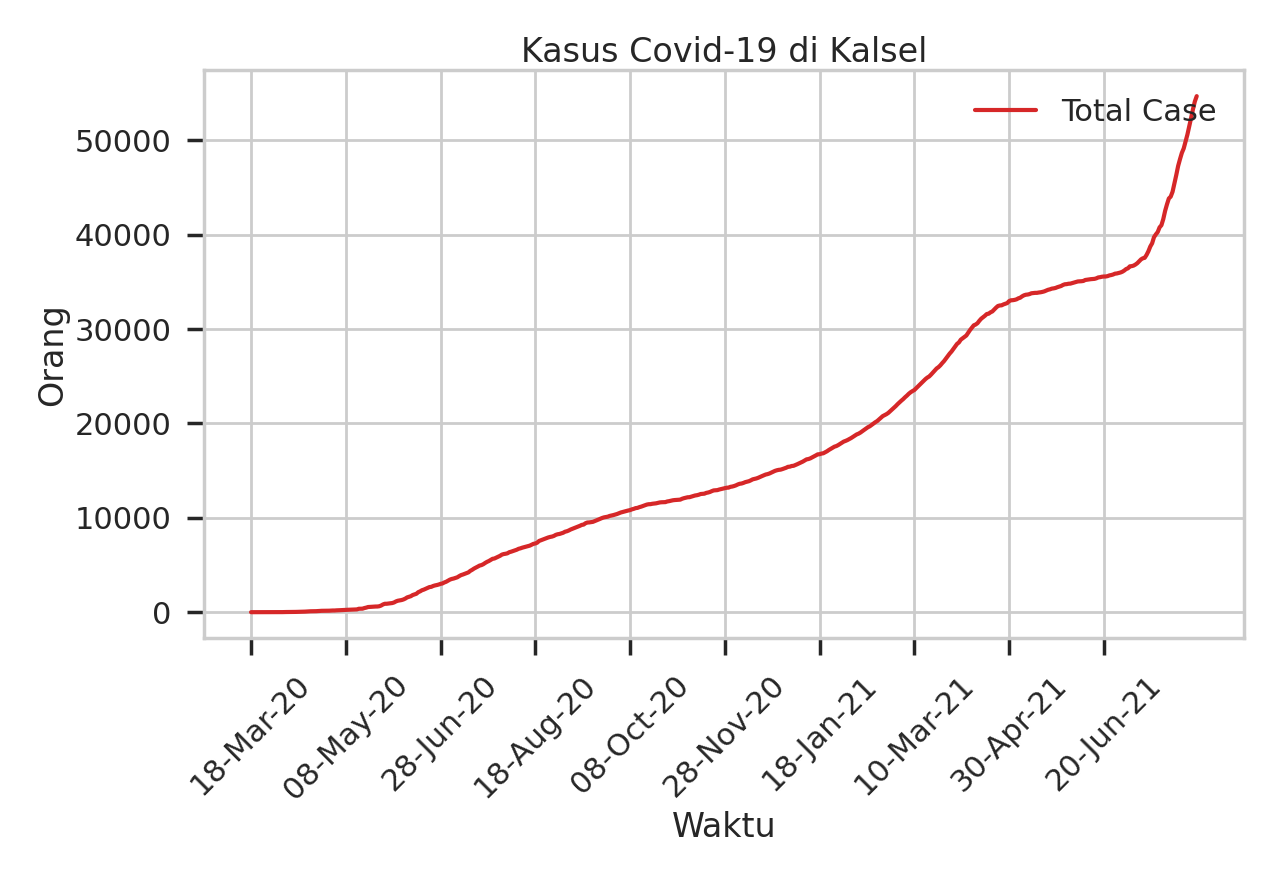 Kasus Covid-19 di Kalsel
Total Case
50000
40000
30000
20000
10000
0
Orang
18-Mar-20
08-May-20
28-Jun-20
18-Aug-20
08-Oct-20
28-Nov-20
18-Jan-21
10-Mar-21
30-Apr-21
20-Jun-21
Waktu